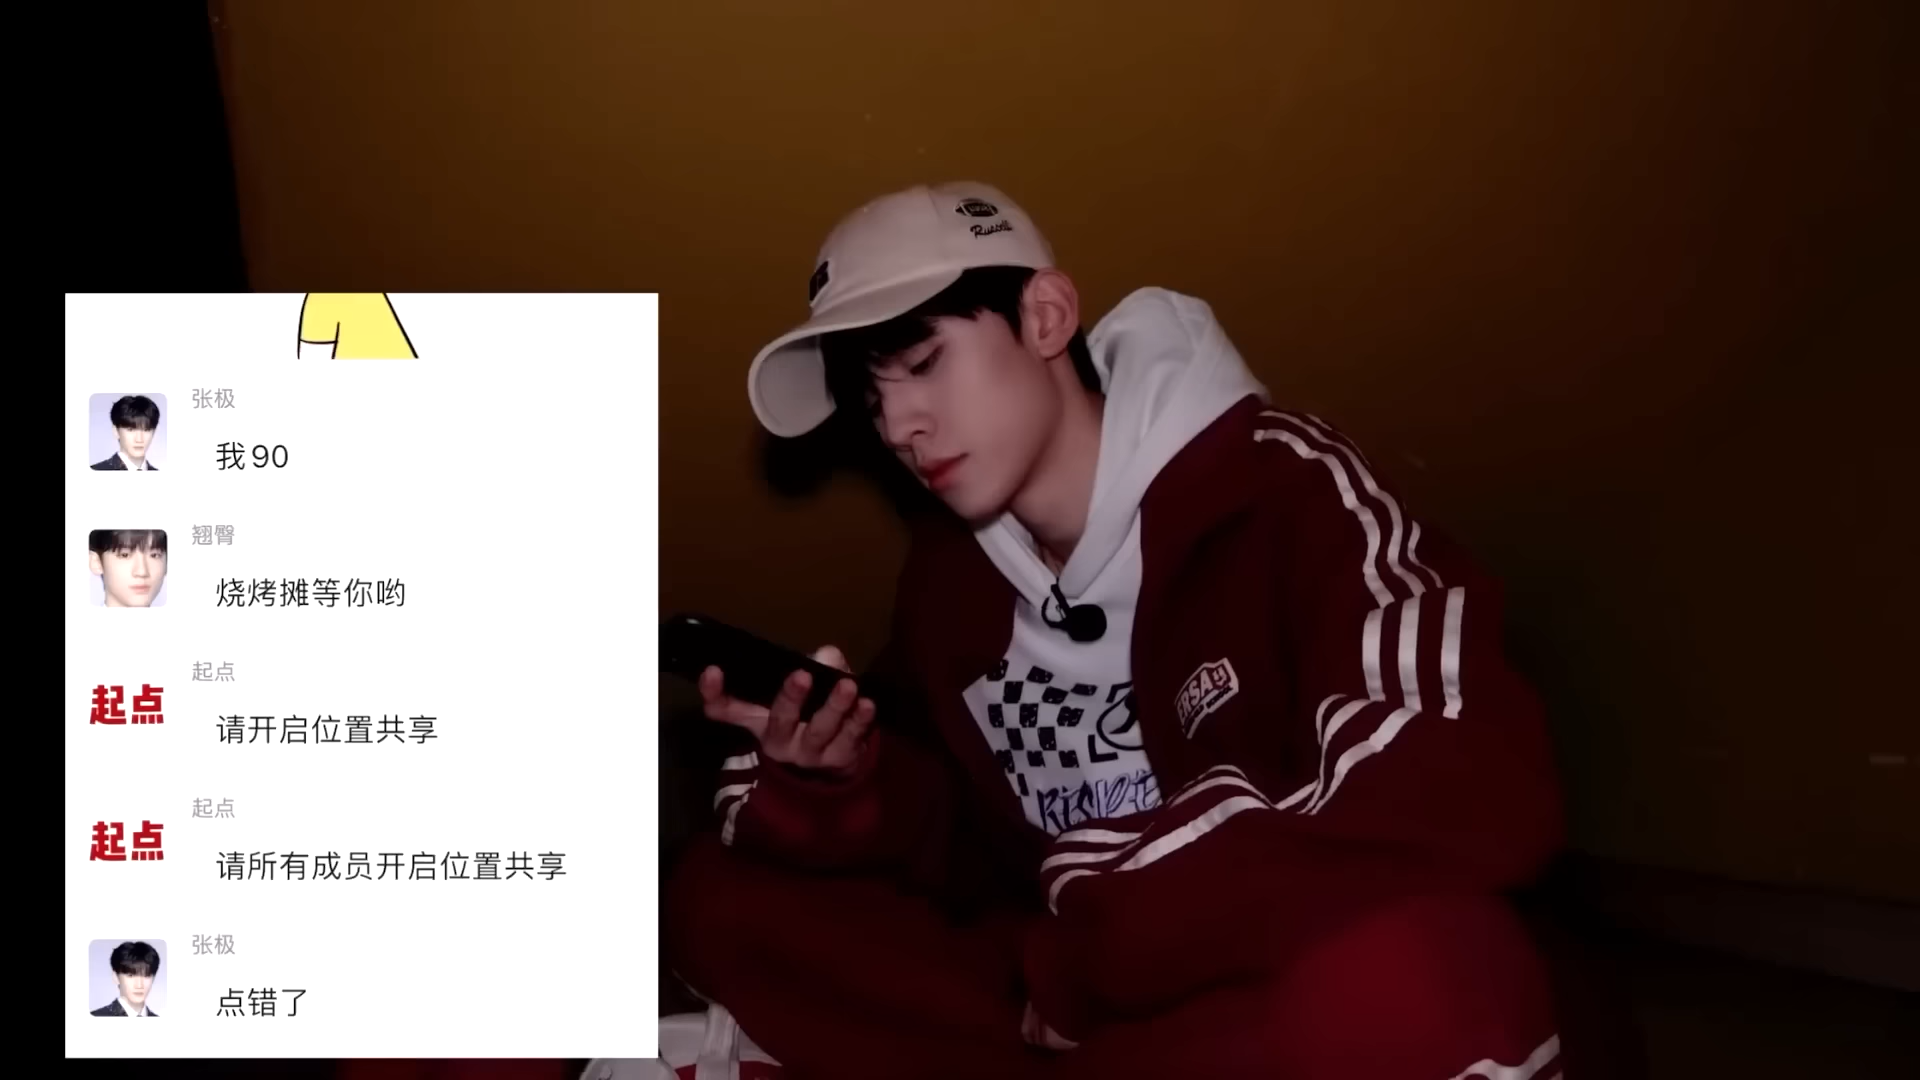 张极
我90
翘臀
烧烤摊等你哟
起点
起点
请开启位置共享
起点
起点
请所有成员开启位置共享
张极
点错了
Russell
ERSAY